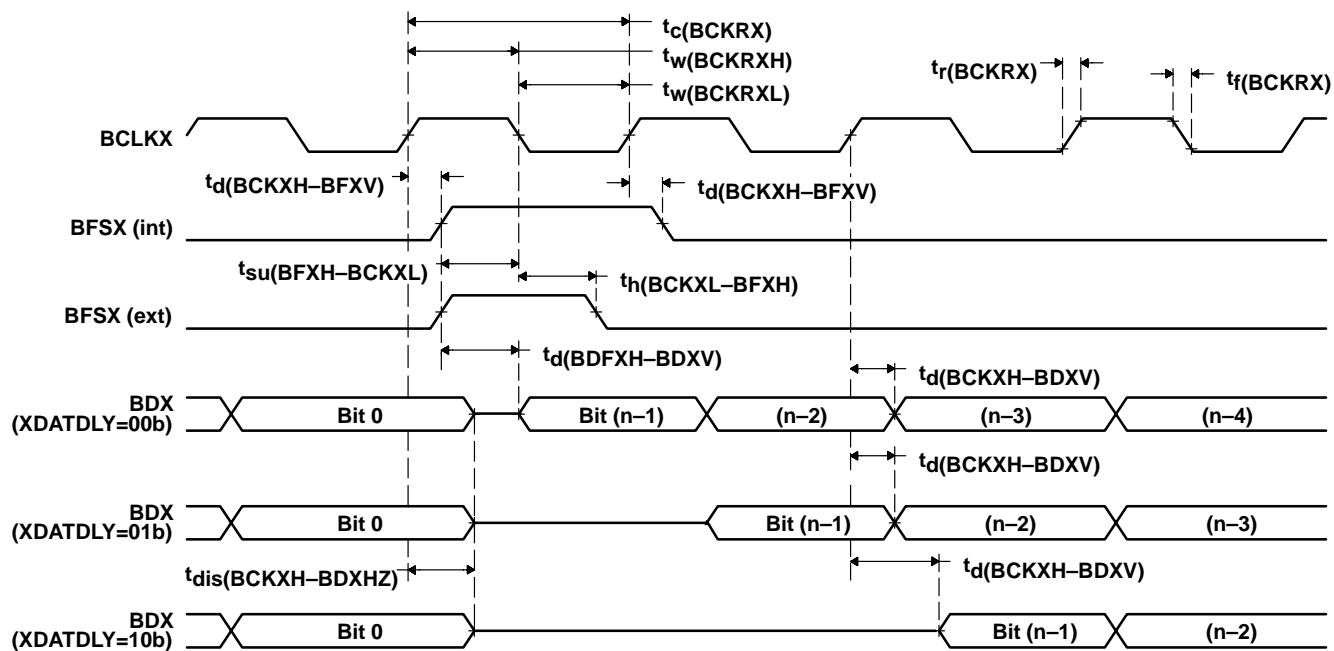 tc(BCKRX)
tw(BCKRXH)
tw(BCKRXL)
tr(BCKRX)
tf(BCKRX)
BCLKX
td(BCKXH–BFXV)
td(BCKXH–BFXV)
BFSX (int)
tsu(BFXH–BCKXL)
th(BCKXL–BFXH)
BFSX (ext)
td(BDFXH–BDXV)
td(BCKXH–BDXV)
BDX
(XDATDLY=00b)
Bit 0
Bit (n–1)
(n–2)
(n–3)
(n–4)
td(BCKXH–BDXV)
BDX
(XDATDLY=01b)
Bit 0
Bit (n–1)
(n–2)
(n–3)
tdis(BCKXH–BDXHZ)
td(BCKXH–BDXV)
BDX
(XDATDLY=10b)
Bit 0
Bit (n–1)
(n–2)